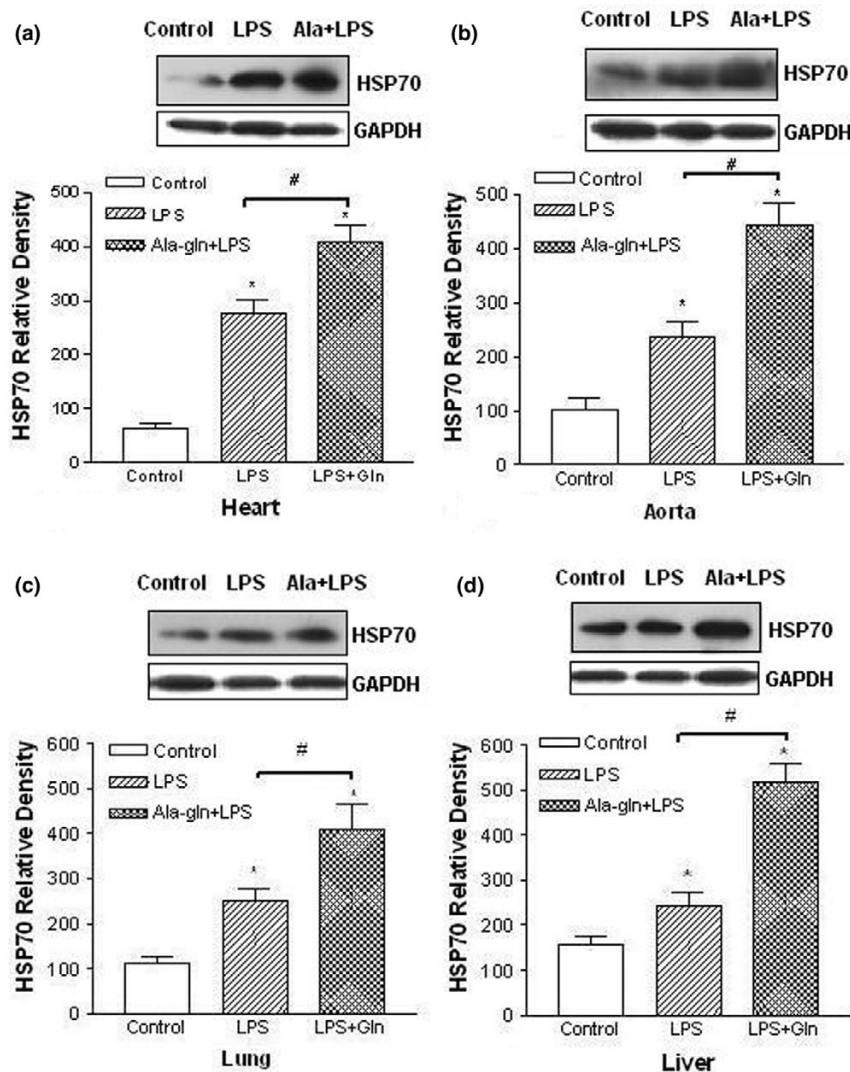 (a)
Control LPS Ala+LPS
HSP70
GAPDH
500
400
300
200
100
0
HSP70 Relative Density
Control
LPS
Ala-gln+LPS
#
*
*
Control LPS LPS+Gln
Heart
(b)
Control LPS Ala+LPS
HSP70
GAPDH
500
400
300
200
100
0
HSP70 Relative Density
Control
LPS
Ala-gln+LPS
#
*
*
Control LPS LPS+Gln
Aorta
(c)
Control LPS Ala+LPS
HSP70
GAPDH
600
500
400
300
200
100
0
HSP70 Relative Density
Control
LPS
Ala-gln+LPS
#
*
*
Control LPS LPS+Gln
Lung
(d)
Control LPS Ala+LPS
HSP70
GAPDH
600
500
400
300
200
100
0
HSP70 Relative Density
Control
LPS
Ala-gln+LPS
#
*
*
Control LPS LPS+Gln
Liver